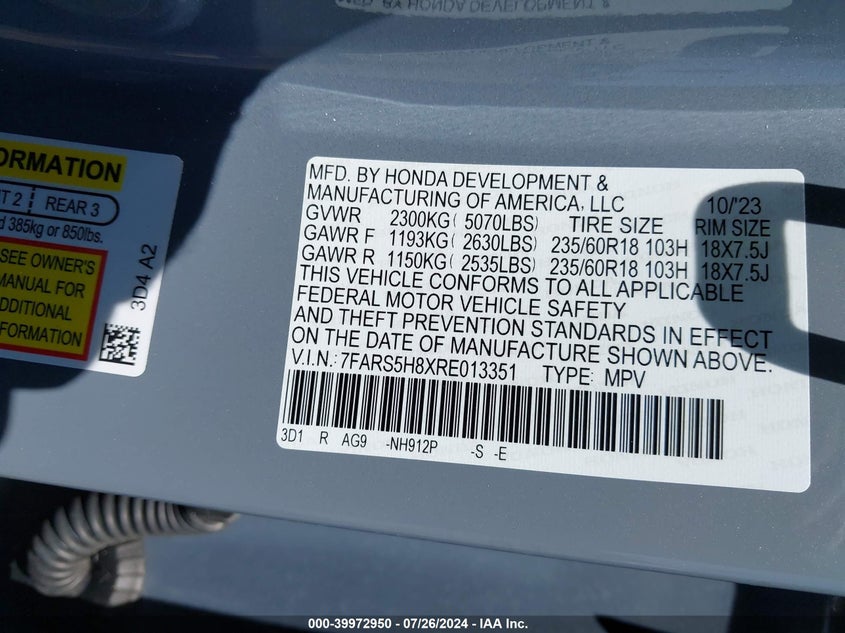 MFD. BY HONDA DEVELOPMENT &
ORMATION
T 2 | REAR 3
d 385kg or 850lbs.
SEE OWNER'S
MANUAL FOR
ADDITIONAL
FORMATION
3D4 A2
MFD. BY HONDA DEVELOPMENT &
MANUFACTURING OF AMERICA, LLC 10/'23
GVWR 2300KG( 5070LBS) TIRE SIZE RIM SIZE
GAWR F 1193KG( 2630LBS) 235/60R18 103H 18X7.5J
GAWR R 1150KG( 2535LBS) 235/60R18 103H 18X7.5J
THIS VEHICLE CONFORMS TO ALL APPLICABLE
FEDERAL MOTOR VEHICLE SAFETY
AND THEFT PREVENTION STANDARDS IN EFFECT
ON THE DATE OF MANUFACTURE SHOWN ABOVE.
V.I.N.: 7FARS5H8XRE013351 TYPE: MPV
3D1 R AG9 -NH912P -S -E
000-39972950 - 07/26/2024 - IAA Inc.